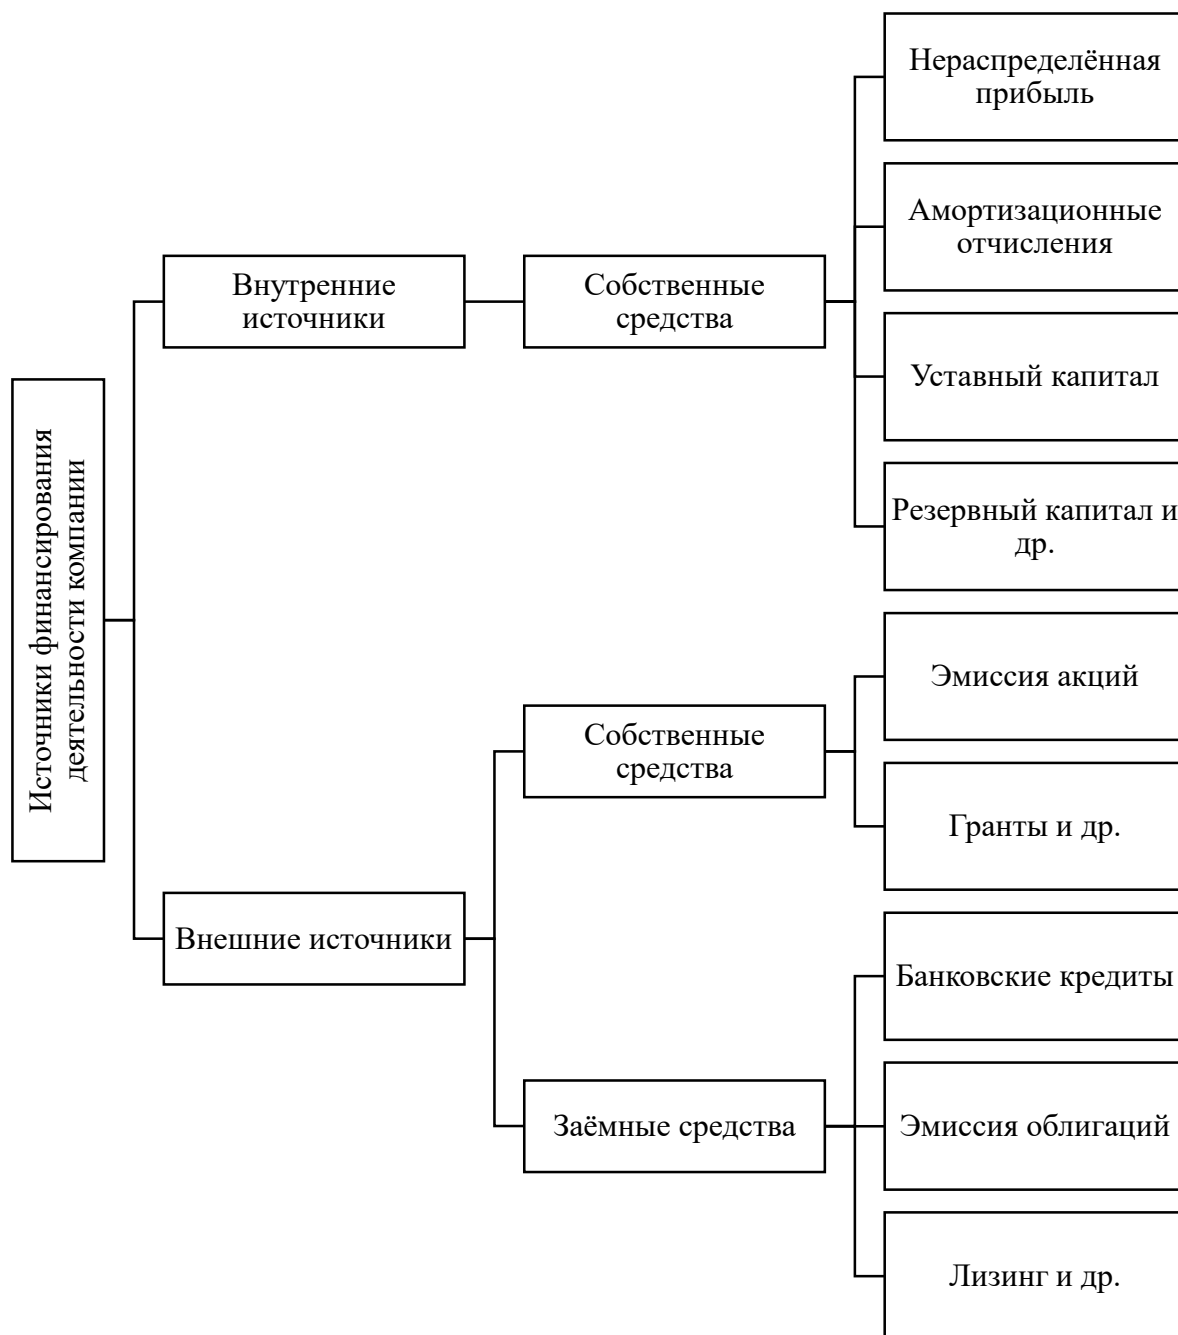 Источники финансирования
деятельности компании
Внутренние
источники
Собственные
средства
Нераспределённая
прибыль
Амортизационные
отчисления
Уставный капитал
Резервный капитал и
др.
Внешние источники
Собственные
средства
Эмиссия акций
Гранты и др.
Заёмные средства
Банковские кредиты
Эмиссия облигаций
Лизинг и др.